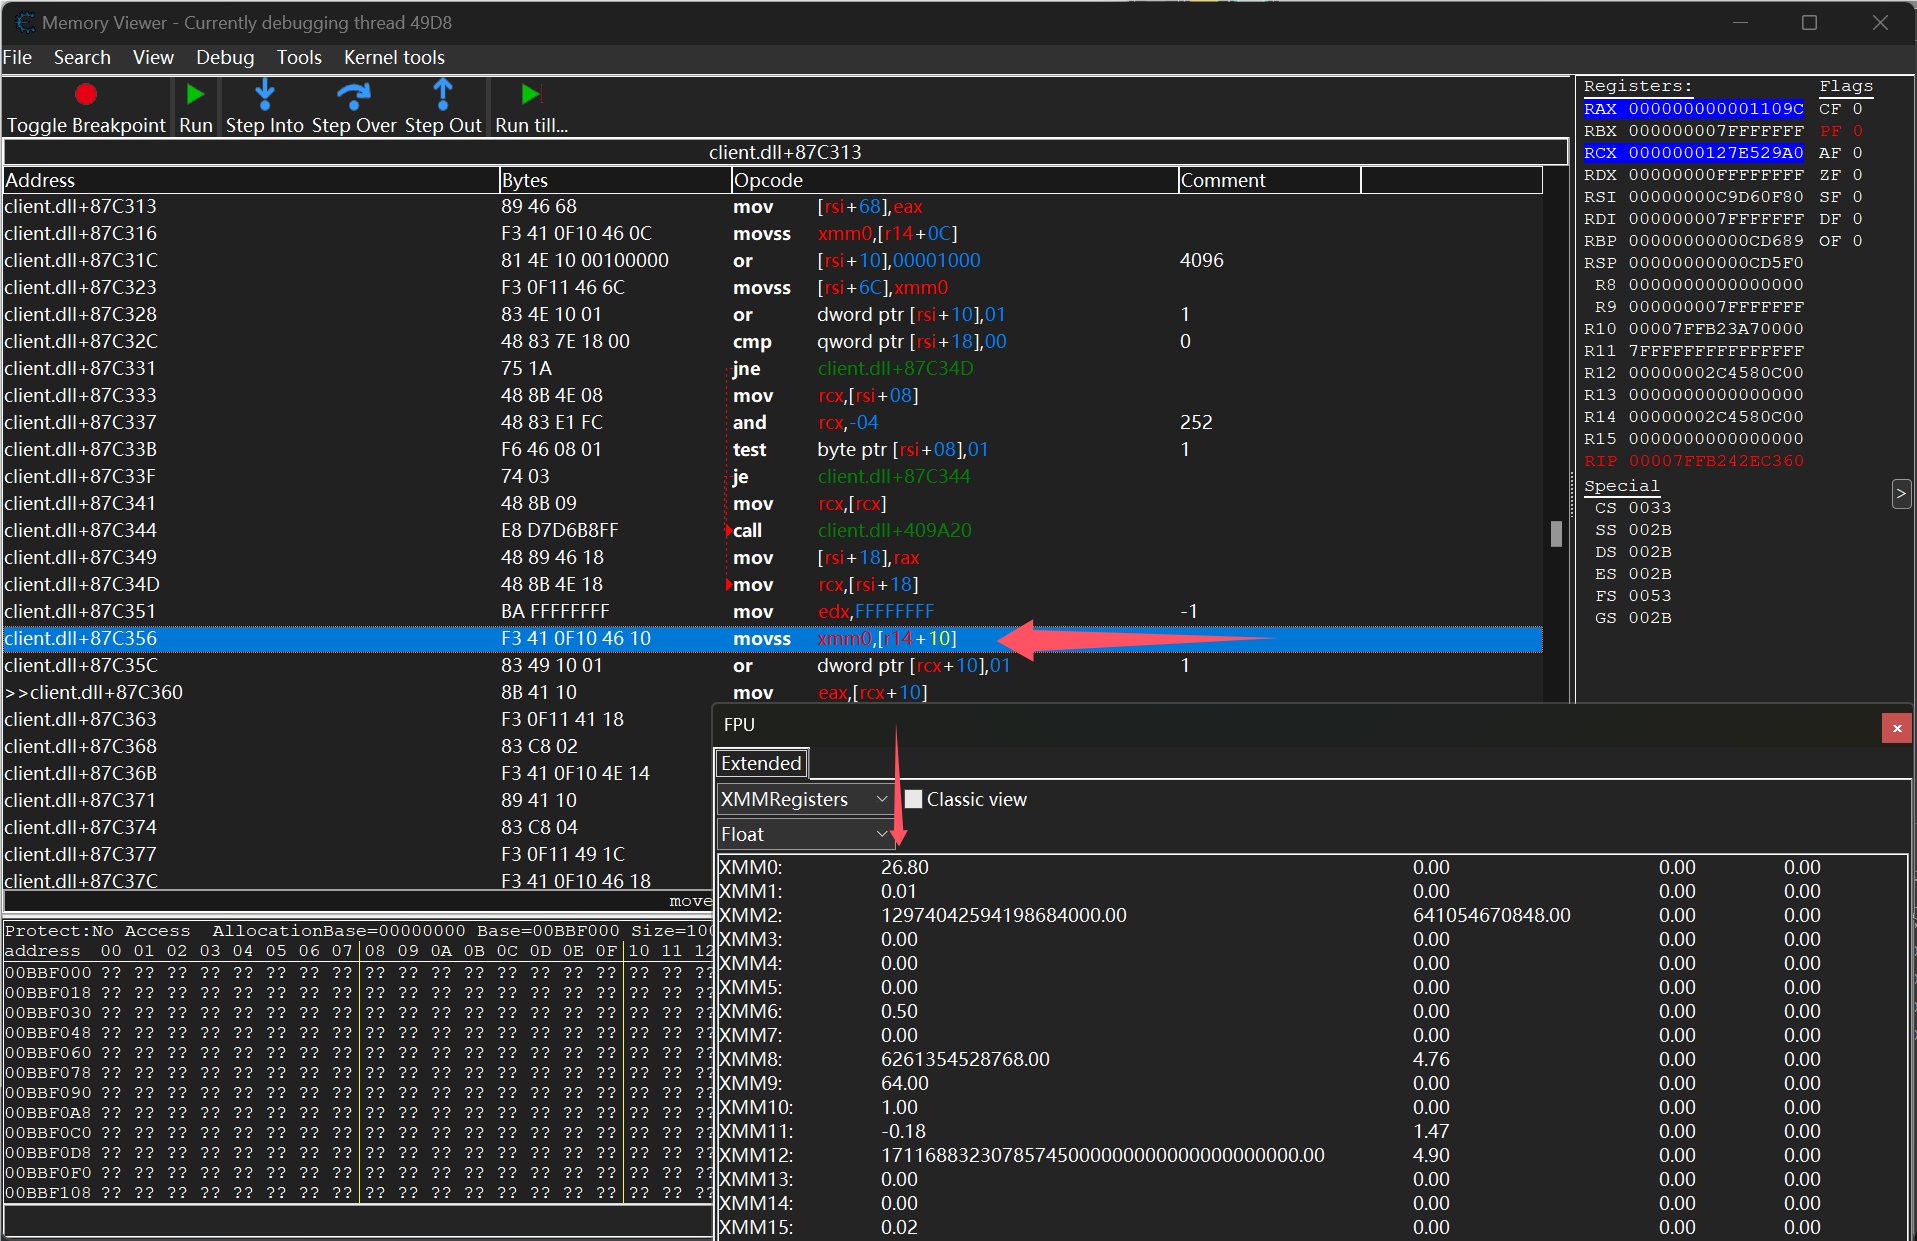 Memory Viewer - Currently debugging thread 49D8
File Search View Debug Tools Kernel tools
Toggle Breakpoint Run Step Into Step Over Step Out Run till...
client.dll+87C313
Address Bytes Opcode Comment
client.dll+87C313 89 46 68 mov [rsi+68],eax
client.dll+87C316 F3 41 0F10 46 0C movss xmm0,[r14+0C]
client.dll+87C31C 81 4E 10 00100000 or [rsi+10],00001000 4096
client.dll+87C323 F3 0F11 46 6C movss [rsi+6C],xmm0
client.dll+87C328 83 4E 10 01 or dword ptr [rsi+10],01 1
client.dll+87C32C 48 83 7E 18 00 cmp qword ptr [rsi+18],00 0
client.dll+87C331 75 1A jne client.dll+87C34D
client.dll+87C333 48 8B 4E 08 mov rcx,[rsi+08]
client.dll+87C337 48 83 E1 FC and rcx,-04 252
client.dll+87C33B F6 46 08 01 test byte ptr [rsi+08],01 1
client.dll+87C33F 74 03 je client.dll+87C344
client.dll+87C341 48 8B 09 mov rcx,[rcx]
client.dll+87C344 E8 D7D6B8FF call client.dll+409A20
client.dll+87C349 48 89 46 18 mov [rsi+18],rax
client.dll+87C34D 48 8B 4E 18 mov rcx,[rsi+18]
client.dll+87C351 BA FFFFFFFF mov edx,FFFFFFFF -1
client.dll+87C356 F3 41 0F10 46 10 movss xmm0,[r14+10]
client.dll+87C35C 83 49 10 01 or dword ptr [rcx+10],01 1
>>client.dll+87C360 8B 41 10 mov eax,[rcx+10]
client.dll+87C363 F3 0F11 41 18
client.dll+87C368 83 C8 02
client.dll+87C36B F3 41 0F10 4E 14
client.dll+87C371 89 41 10
client.dll+87C374 83 C8 04
client.dll+87C377 F3 0F11 49 1C
client.dll+87C37C F3 41 0F10 46 18
move
Registers: Flags
RAX 000000000001109C CF 0
RBX 000000007FFFFFFF PF 0
RCX 0000000127E529A0 AF 0
RDX 00000000FFFFFFFF ZF 0
RSI 00000000C9D60F80 SF 0
RDI 000000007FFFFFFF DF 0
RBP 00000000000CD689 OF 0
RSP 00000000000CD5F0
R8 0000000000000000
R9 000000007FFFFFFF
R10 00007FFB23A70000
R11 7FFFFFFFFFFFFFFF
R12 00000002C4580C00
R13 0000000000000000
R14 00000002C4580C00
R15 0000000000000000
RIP 00007FFB242EC360
Special
CS 0033
SS 002B
DS 002B
ES 002B
FS 0053
GS 002B
>
FPU
Extended
XMMRegisters Classic view
Float
XMM0: 26.80 0.00 0.00 0.00
XMM1: 0.01 0.00 0.00 0.00
XMM2: 12974042594198684000.00 641054670848.00 0.00 0.00
XMM3: 0.00 0.00 0.00 0.00
XMM4: 0.00 0.00 0.00 0.00
XMM5: 0.00 0.00 0.00 0.00
XMM6: 0.50 0.00 0.00 0.00
XMM7: 0.00 0.00 0.00 0.00
XMM8: 6261354528768.00 4.76 0.00 0.00
XMM9: 64.00 0.00 0.00 0.00
XMM10: 1.00 0.00 0.00 0.00
XMM11: -0.18 1.47 0.00 0.00
XMM12: 17116883230785745000000000000000000000.00 4.90 0.00 0.00
XMM13: 0.00 0.00 0.00 0.00
XMM14: 0.00 0.00 0.00 0.00
XMM15: 0.02 0.00 0.00 0.00
Protect:No Access AllocationBase=00000000 Base=00BBF000 Size=100
address 00 01 02 03 04 05 06 07 08 09 0A 0B 0C 0D 0E 0F 10 11 12
00BBF000 ?? ?? ?? ?? ?? ?? ?? ?? ?? ?? ?? ?? ?? ?? ?? ?? ?? ?? ??
00BBF018 ?? ?? ?? ?? ?? ?? ?? ?? ?? ?? ?? ?? ?? ?? ?? ?? ?? ?? ??
00BBF030 ?? ?? ?? ?? ?? ?? ?? ?? ?? ?? ?? ?? ?? ?? ?? ?? ?? ?? ??
00BBF048 ?? ?? ?? ?? ?? ?? ?? ?? ?? ?? ?? ?? ?? ?? ?? ?? ?? ?? ??
00BBF060 ?? ?? ?? ?? ?? ?? ?? ?? ?? ?? ?? ?? ?? ?? ?? ?? ?? ?? ??
00BBF078 ?? ?? ?? ?? ?? ?? ?? ?? ?? ?? ?? ?? ?? ?? ?? ?? ?? ?? ??
00BBF090 ?? ?? ?? ?? ?? ?? ?? ?? ?? ?? ?? ?? ?? ?? ?? ?? ?? ?? ??
00BBF0A8 ?? ?? ?? ?? ?? ?? ?? ?? ?? ?? ?? ?? ?? ?? ?? ?? ?? ?? ??
00BBF0C0 ?? ?? ?? ?? ?? ?? ?? ?? ?? ?? ?? ?? ?? ?? ?? ?? ?? ?? ??
00BBF0D8 ?? ?? ?? ?? ?? ?? ?? ?? ?? ?? ?? ?? ?? ?? ?? ?? ?? ?? ??
00BBF0F0 ?? ?? ?? ?? ?? ?? ?? ?? ?? ?? ?? ?? ?? ?? ?? ?? ?? ?? ??
00BBF108 ?? ?? ?? ?? ?? ?? ?? ?? ?? ?? ?? ?? ?? ?? ?? ?? ?? ?? ??